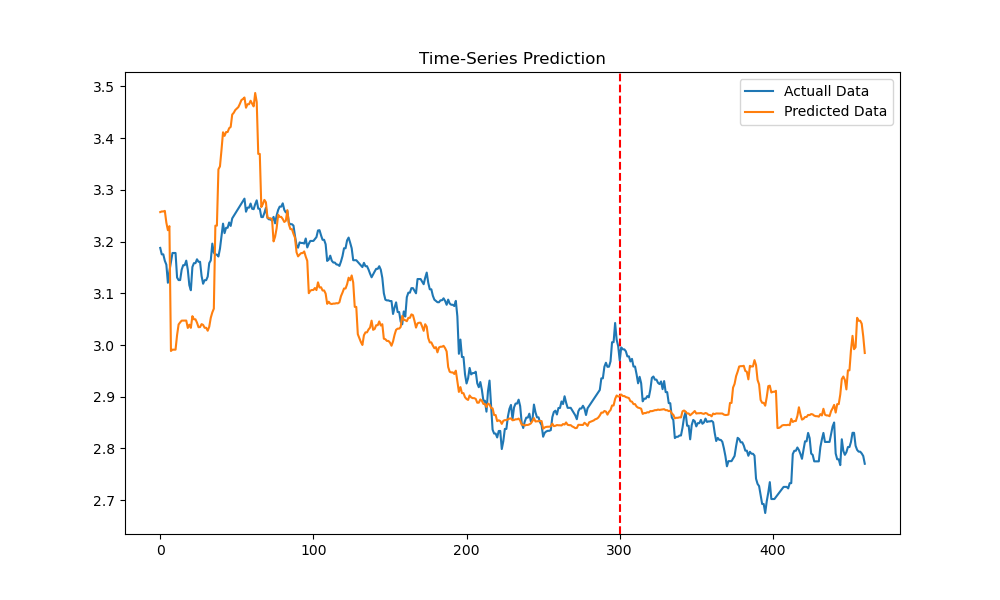 Time-Series Prediction
Actuall Data
Predicted Data
3.5
3.4
3.3
3.2
3.1
3.0
2.9
2.8
2.7
0 100 200 300 400